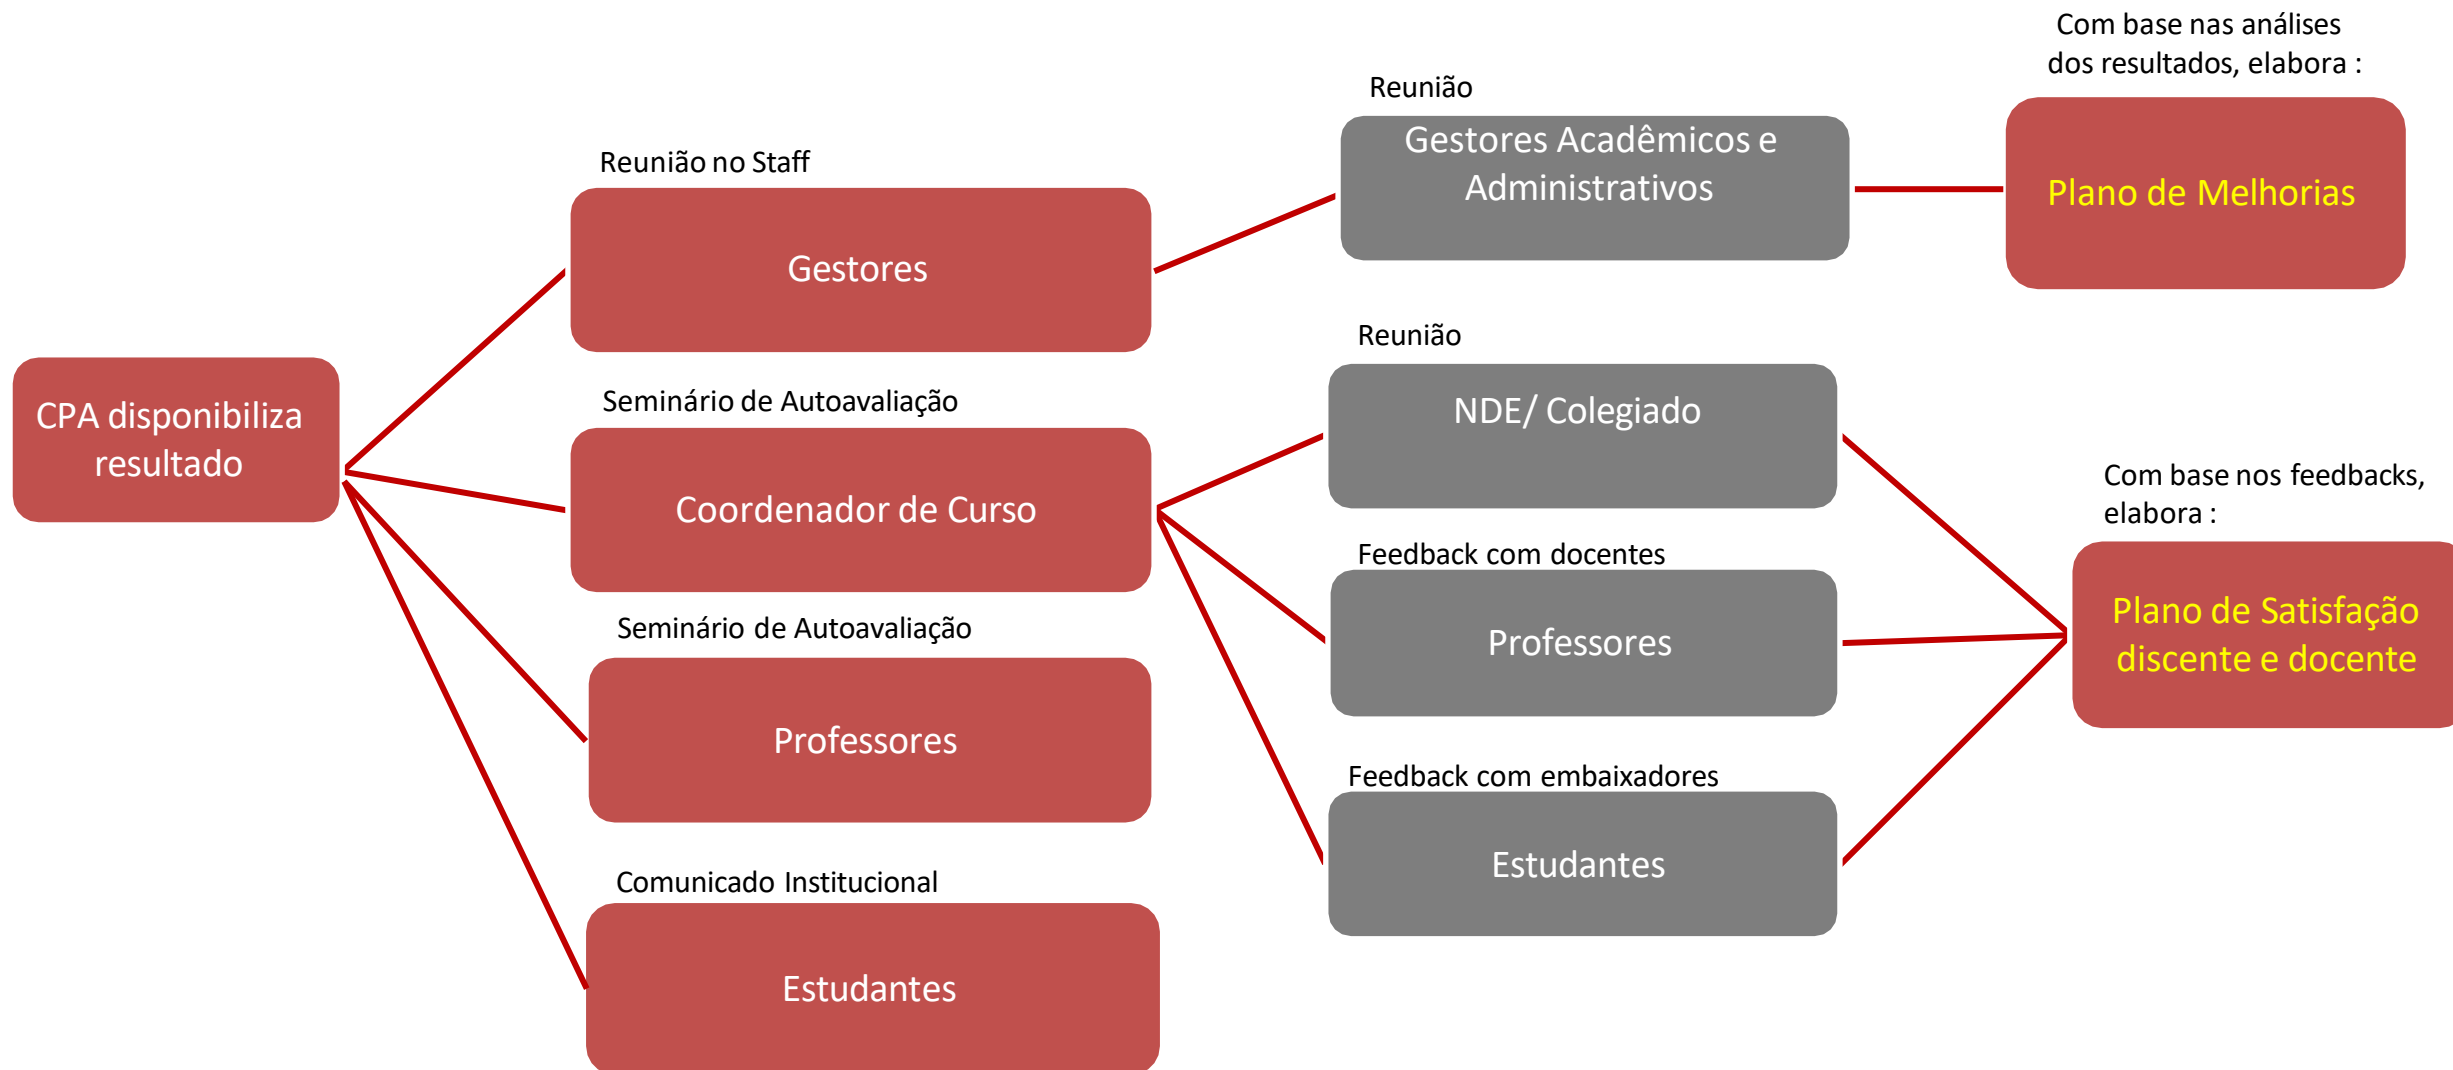 CPA disponibiliza
resultado
Reunião no Staff
Gestores
Seminário de Autoavaliação
Coordenador de Curso
Seminário de Autoavaliação
Professores
Comunicado Institucional
Estudantes
Reunião
Gestores Acadêmicos e
Administrativos
Reunião
NDE/ Colegiado
Feedback com docentes
Professores
Feedback com embaixadores
Estudantes
Com base nas análises
dos resultados, elabora :
Plano de Melhorias
Com base nos feedbacks,
elabora :
Plano de Satisfação
discente e docente